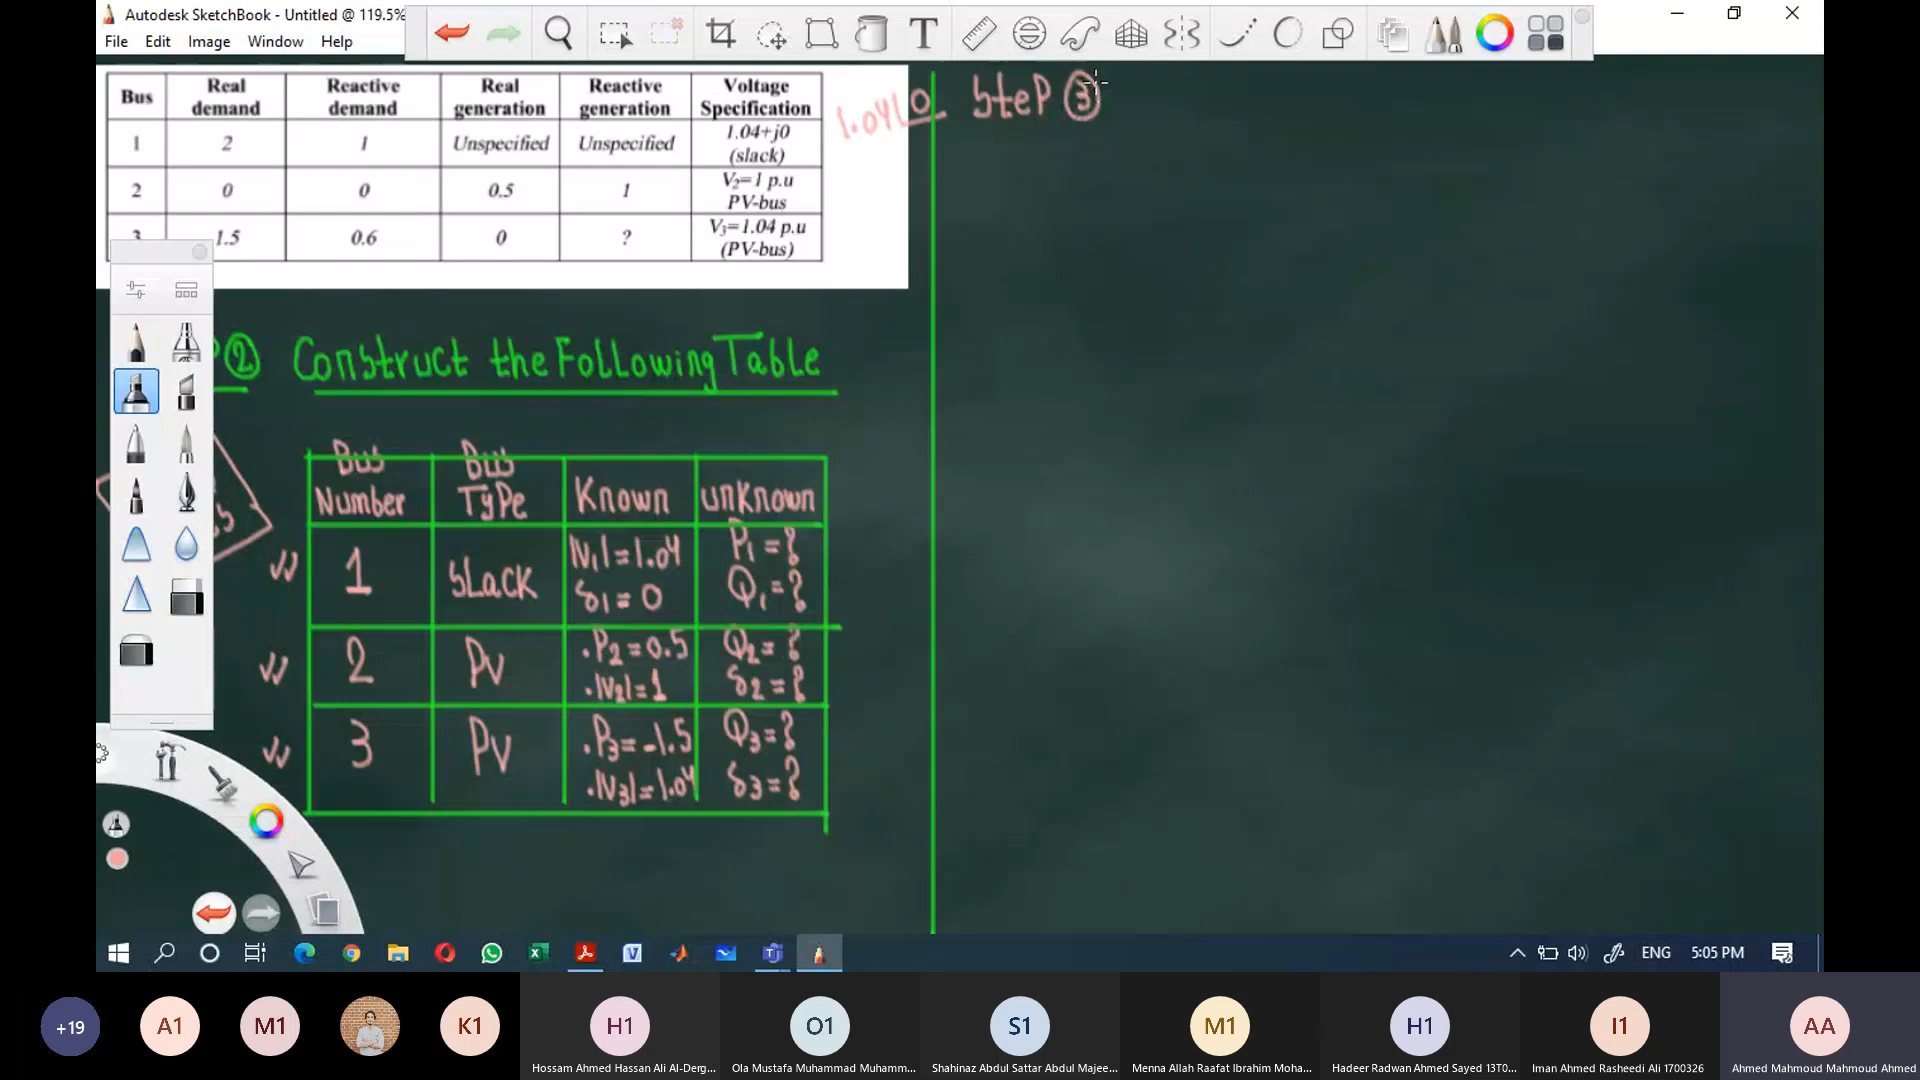 Autodesk SketchBook - Untitled @ 119.5%
File Edit Image Window Help
Bus Real demand Reactive demand Real generation Reactive generation Voltage Specification
1 2 1 Unspecified Unspecified 1.04+j0 (slack)
2 0 0 0.5 1 V2=1 p.u PV-bus
3 1.5 0.6 0 ? V3=1.04 p.u (PV-bus)
1.04∠0
SteP ③
② Construct the Following Table
Bus Number Bus TyPe Known unknown
1 SLack |V1|=1.04 P1=?
δ1=0 Q1=?
2 PV .P2=0.5 Q2=?
.|V2|=1 δ2=?
3 PV .P3=-1.5 Q3=?
.|V3|=1.04 δ3=?
ENG 5:05 PM
+19 A1 M1 K1 H1 O1 S1 M1 H1 I1 AA
Hossam Ahmed Hassan Ali Al-Derg...
Ola Mustafa Muhammad Muhamm...
Shahinaz Abdul Sattar Abdul Majee...
Menna Allah Raafat Ibrahim Moha...
Hadeer Radwan Ahmed Sayed 13T0...
Iman Ahmed Rasheedi Ali 1700326
Ahmed Mahmoud Mahmoud Ahmed